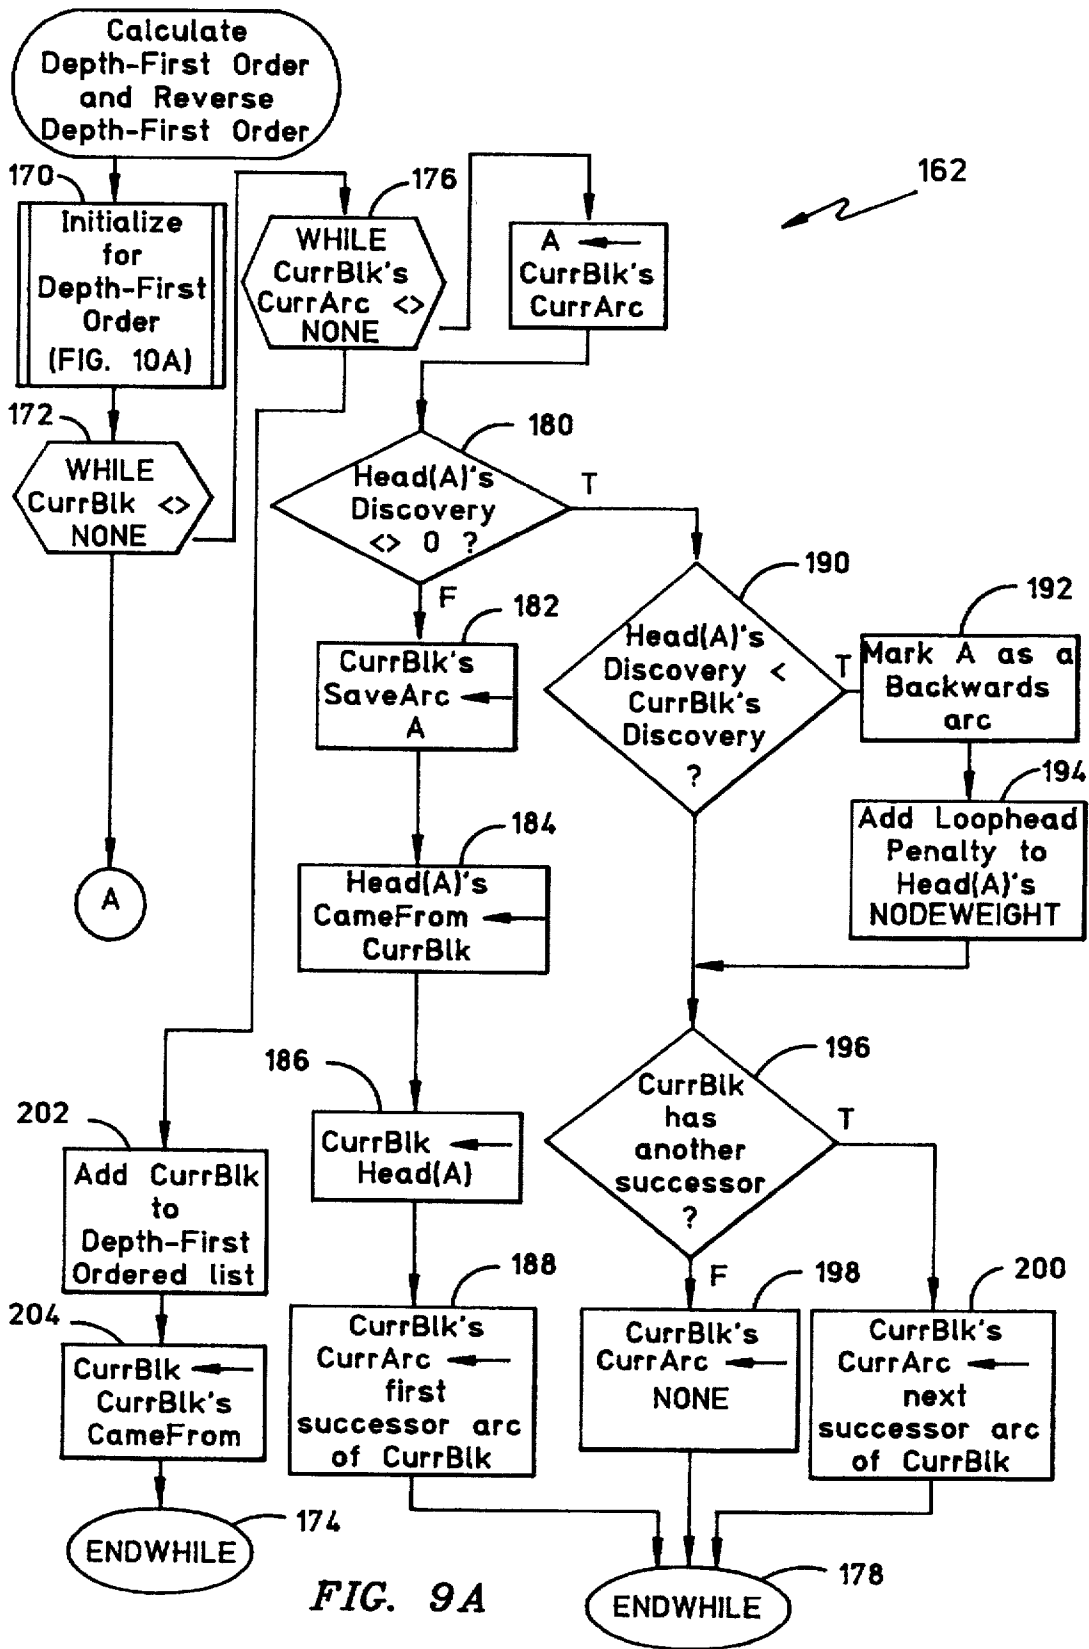 Calculate
Depth-First Order
and Reverse
Depth-First Order
170
Initialize
for
Depth-First
Order
(FIG. 10A)
172
WHILE
CurrBlk <>
NONE
A
176
WHILE
CurrBlk's
CurrArc <>
NONE
A
CurrBlk's
CurrArc
162
180
Head(A)'s
Discovery
<> 0 ?
T
F
182
CurrBlk's
SaveArc
A
184
Head(A)'s
CameFrom
CurrBlk
186
CurrBlk
Head(A)
188
CurrBlk's
CurrArc
first
successor arc
of CurrBlk
190
Head(A)'s
Discovery <
CurrBlk's
Discovery
?
T
192
Mark A as a
Backwards
arc
194
Add Loophead
Penalty to
Head(A)'s
NODEWEIGHT
196
CurrBlk
has
another
successor
?
T
F
198
CurrBlk's
CurrArc
NONE
200
CurrBlk's
CurrArc
next
successor arc
of CurrBlk
202
Add CurrBlk
to
Depth-First
Ordered list
204
CurrBlk
CurrBlk's
CameFrom
ENDWHILE
174
ENDWHILE
178
FIG. 9A